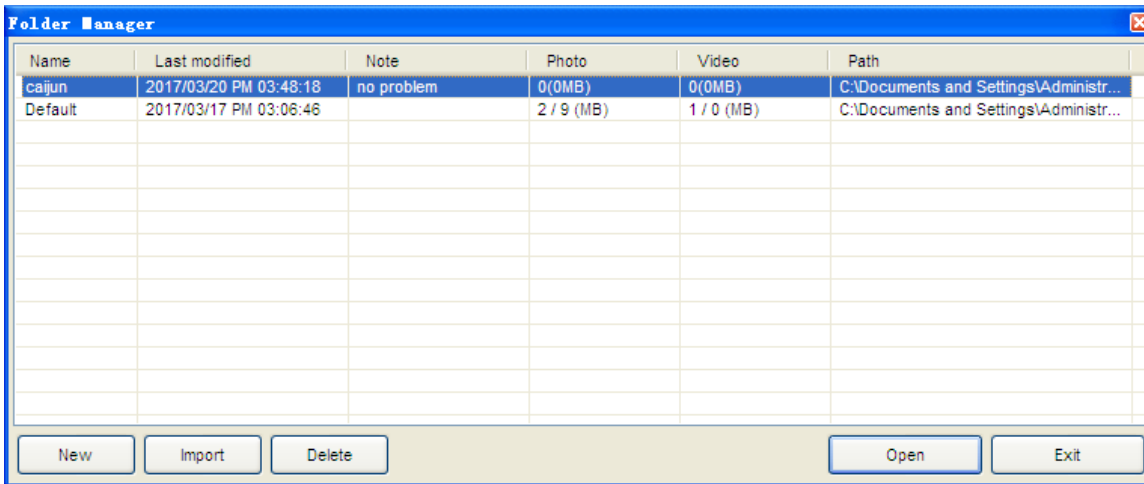 Folder Manager
Name Last modified Note Photo Video Path
caijun 2017/03/20 PM 03:48:18 no problem 0(0MB) 0(0MB) C:\Documents and Settings\Administr...
Default 2017/03/17 PM 03:06:46 2 / 9 (MB) 1 / 0 (MB) C:\Documents and Settings\Administr...
New Import Delete Open Exit